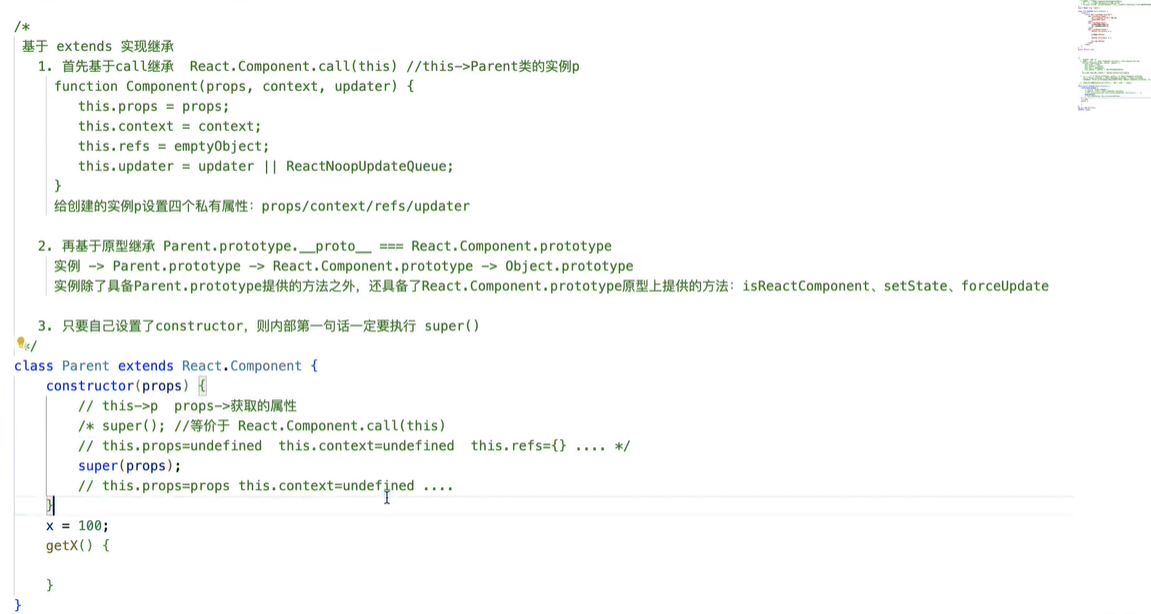 /*
基于 extends 实现继承
1. 首先基于call继承 React.Component.call(this) //this->Parent类的实例p
function Component(props, context, updater) {
this.props = props;
this.context = context;
this.refs = emptyObject;
this.updater = updater || ReactNoopUpdateQueue;
}
给创建的实例p设置四个私有属性：props/context/refs/updater
2. 再基于原型继承 Parent.prototype.__proto__ === React.Component.prototype
实例 -> Parent.prototype -> React.Component.prototype -> Object.prototype
实例除了具备Parent.prototype提供的方法之外，还具备了React.Component.prototype原型上提供的方法：isReactComponent、setState、forceUpdate
3. 只要自己设置了constructor，则内部第一句话一定要执行 super()
*/
class Parent extends React.Component {
constructor(props) {
// this->p props->获取的属性
/* super(); //等价于 React.Component.call(this)
// this.props=undefined this.context=undefined this.refs={} .... */
super(props);
// this.props=props this.context=undefined ....
}
x = 100;
getX() {
}
}